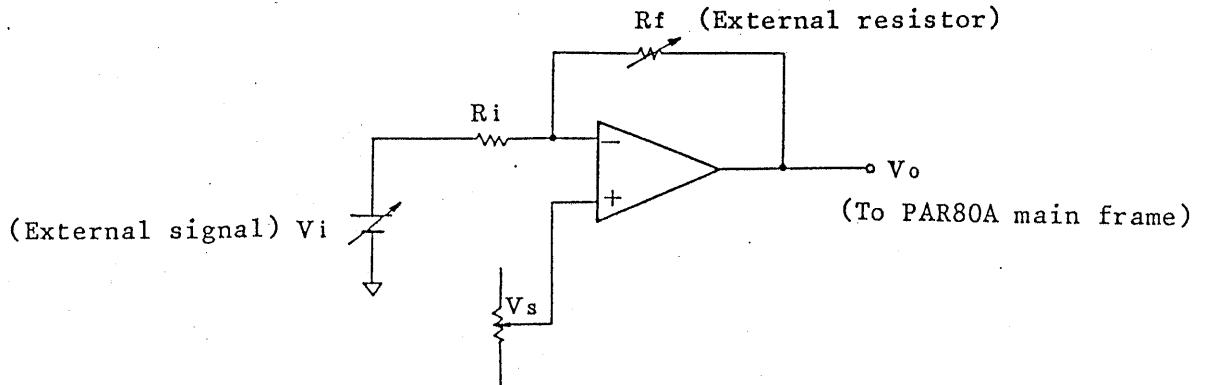 Rf (External resistor)
Ri
−
+
Vo
(To PAR80A main frame)
(External signal) Vi
Vs